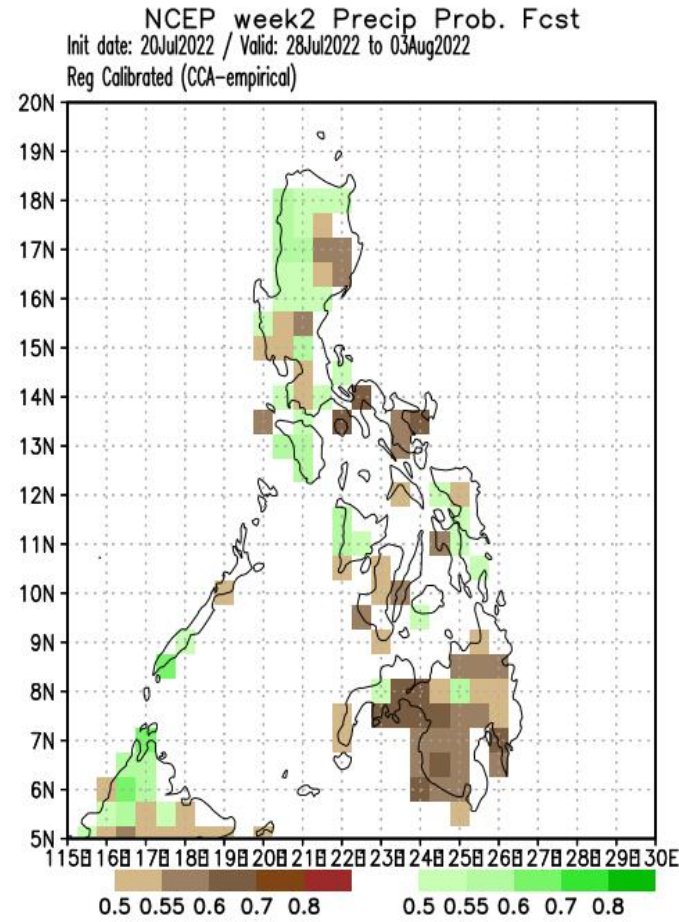 NCEP week2 Precip Prob. Fcst
Init date: 20Jul2022 / Valid: 28Jul2022 to 03Aug2022
Reg Calibrated (CCA-empirical)
20N
19N
18N
17N
16N
15N
14N
13N
12N
11N
10N
9N
8N
7N
6N
5N
115E 116E 117E 118E 119E 120E 121E 122E 123E 124E 125E 126E 127E 128E 129E 130E
0.5 0.55 0.6 0.7 0.8 0.5 0.55 0.6 0.7 0.8